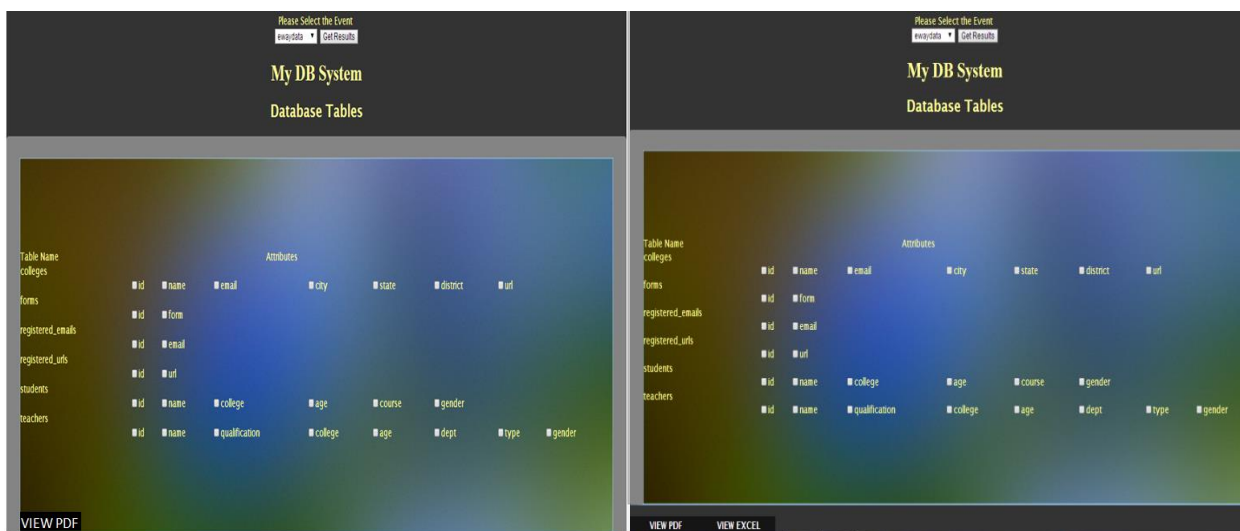 Please Select the Event
ewaydata Get Results
My DB System
Database Tables
Table Name Attributes
colleges
id name email city state district url
forms
id form
registered_emails
id email
registered_urls
id url
students
id name college age course gender
teachers
id name qualification college age dept type gender
VIEW PDF
Please Select the Event
ewaydata Get Results
My DB System
Database Tables
Table Name Attributes
colleges
id name email city state district url
forms
id form
registered_emails
id email
registered_urls
id url
students
id name college age course gender
teachers
id name qualification college age dept type gender
VIEW PDF VIEW EXCEL